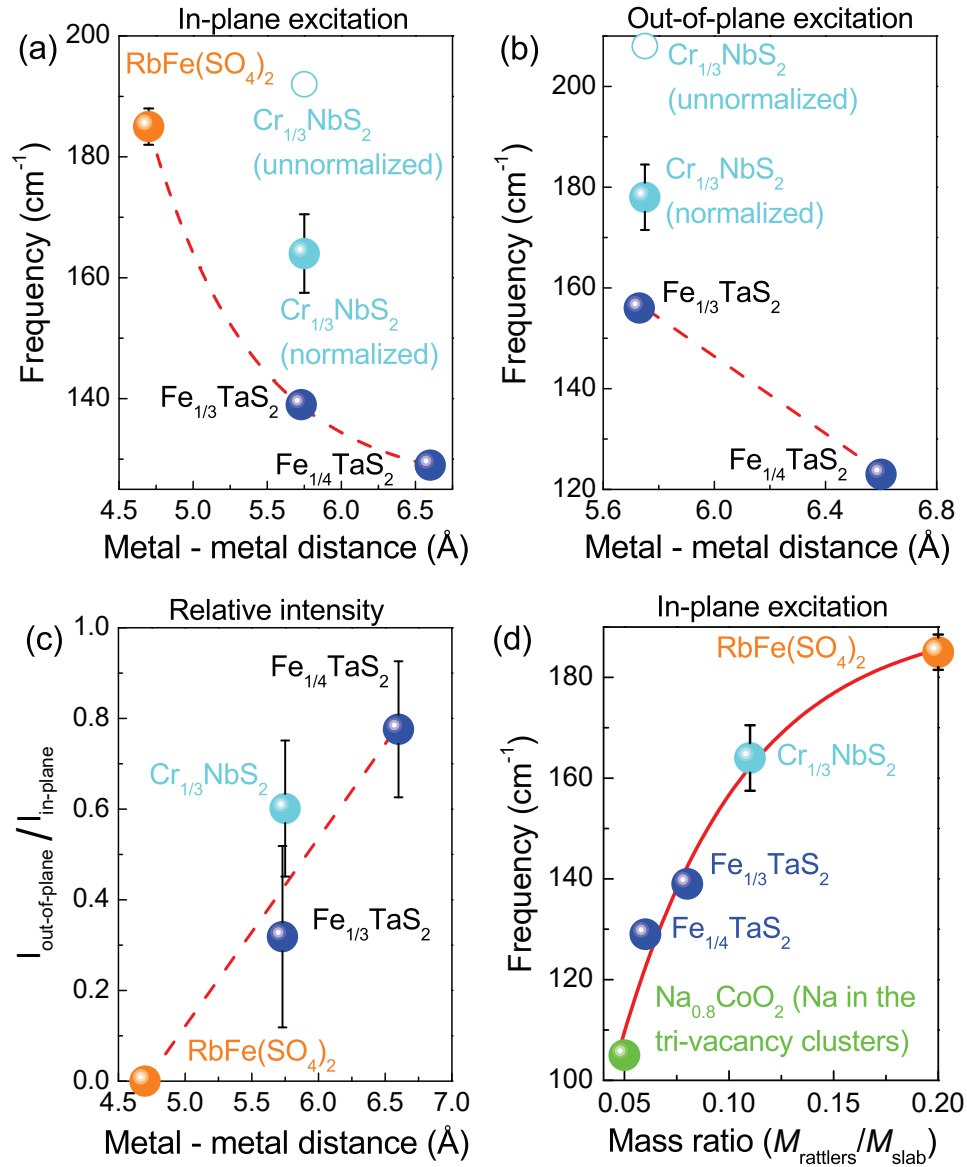 (a)
In-plane excitation
200
180
160
140
Frequency (cm⁻¹)
RbFe(SO₄)₂
Cr₁/₃NbS₂
(unnormalized)
Cr₁/₃NbS₂
(normalized)
Fe₁/₃TaS₂
Fe₁/₄TaS₂
4.5 5.0 5.5 6.0 6.5
Metal - metal distance (Å)
(b)
Out-of-plane excitation
200
180
160
140
120
Frequency (cm⁻¹)
Cr₁/₃NbS₂
(unnormalized)
Cr₁/₃NbS₂
(normalized)
Fe₁/₃TaS₂
Fe₁/₄TaS₂
5.6 6.0 6.4 6.8
Metal - metal distance (Å)
(c)
Relative intensity
1.0
0.8
0.6
0.4
0.2
0.0
I out-of-plane / I in-plane
Fe₁/₄TaS₂
Cr₁/₃NbS₂
Fe₁/₃TaS₂
RbFe(SO₄)₂
4.5 5.0 5.5 6.0 6.5 7.0
Metal - metal distance (Å)
(d)
In-plane excitation
180
160
140
120
100
Frequency (cm⁻¹)
RbFe(SO₄)₂
Cr₁/₃NbS₂
Fe₁/₃TaS₂
Fe₁/₄TaS₂
Na₀.₈CoO₂ (Na in the
tri-vacancy clusters)
0.05 0.10 0.15 0.20
Mass ratio (M rattlers/M slab)